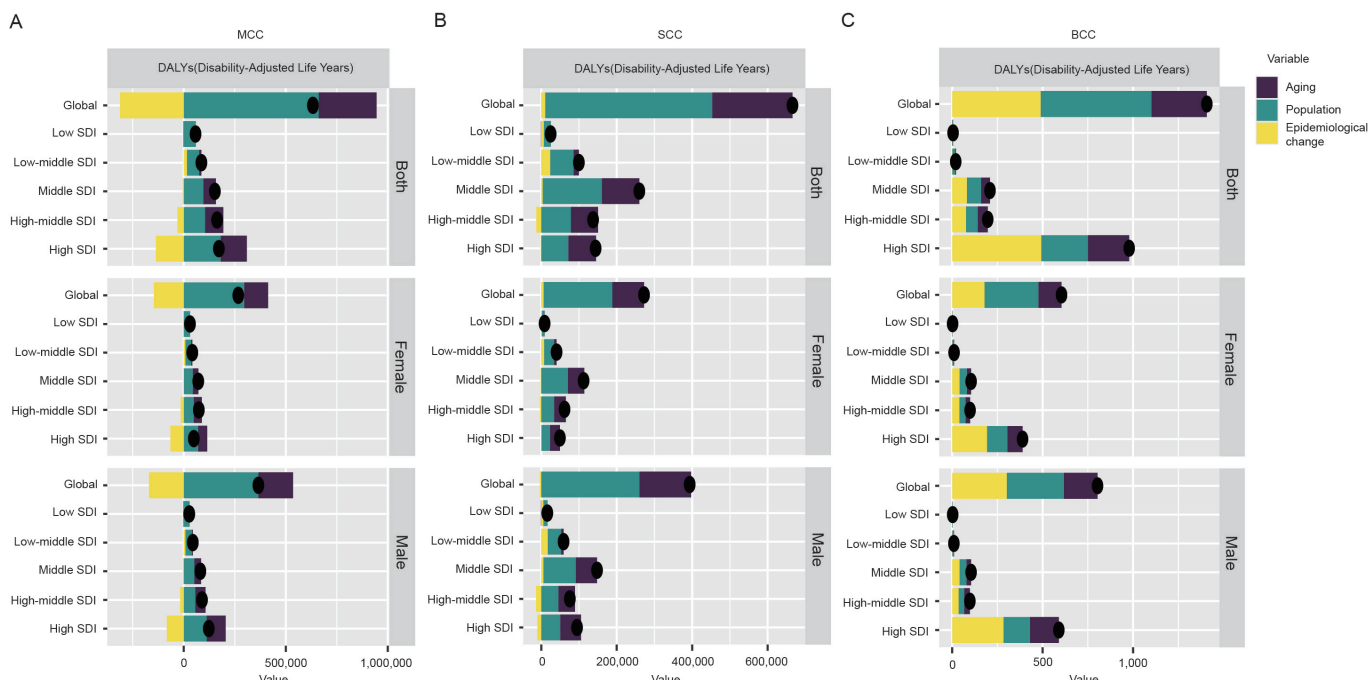 A
MCC
DALYs(Disability-Adjusted Life Years)
Global
Low SDI
Low-middle SDI
Middle SDI
High-middle SDI
High SDI
Both
Global
Low SDI
Low-middle SDI
Middle SDI
High-middle SDI
High SDI
Female
Global
Low SDI
Low-middle SDI
Middle SDI
High-middle SDI
High SDI
Male
0
500,000
1,000,000
Value
B
SCC
DALYs(Disability-Adjusted Life Years)
Global
Low SDI
Low-middle SDI
Middle SDI
High-middle SDI
High SDI
Both
Global
Low SDI
Low-middle SDI
Middle SDI
High-middle SDI
High SDI
Female
Global
Low SDI
Low-middle SDI
Middle SDI
High-middle SDI
High SDI
Male
0
200,000
400,000
600,000
Value
C
BCC
DALYs(Disability-Adjusted Life Years)
Global
Low SDI
Low-middle SDI
Middle SDI
High-middle SDI
High SDI
Both
Global
Low SDI
Low-middle SDI
Middle SDI
High-middle SDI
High SDI
Female
Global
Low SDI
Low-middle SDI
Middle SDI
High-middle SDI
High SDI
Male
0
500
1,000
Value
Variable
Aging
Population
Epidemiological
change